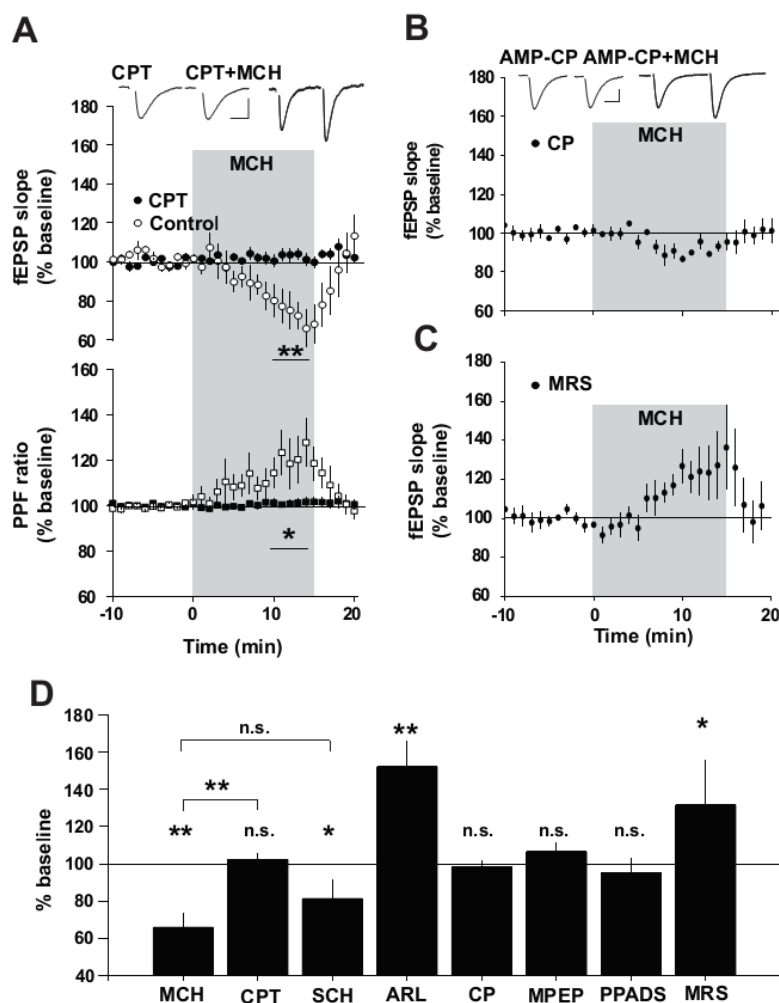 A
CPT CPT+MCH
180
160
140
120
100
80
60
fEPSP slope
(% baseline)
MCH
CPT
Control
**
140
120
100
80
60
PPF ratio
(% baseline)
*
-10 0 10 20
Time (min)
B
AMP-CP AMP-CP+MCH
180
160
140
120
100
80
60
fEPSP slope
(% baseline)
MCH
CP
-10 0 10 20
C
160
140
120
100
80
60
fEPSP slope
(% baseline)
MRS
MCH
-10 0 10 20
Time (min)
D
180
160
140
120
100
80
60
40
% baseline
n.s.
**
** n.s. * ** n.s. n.s. n.s. *
MCH CPT SCH ARL CP MPEP PPADS MRS